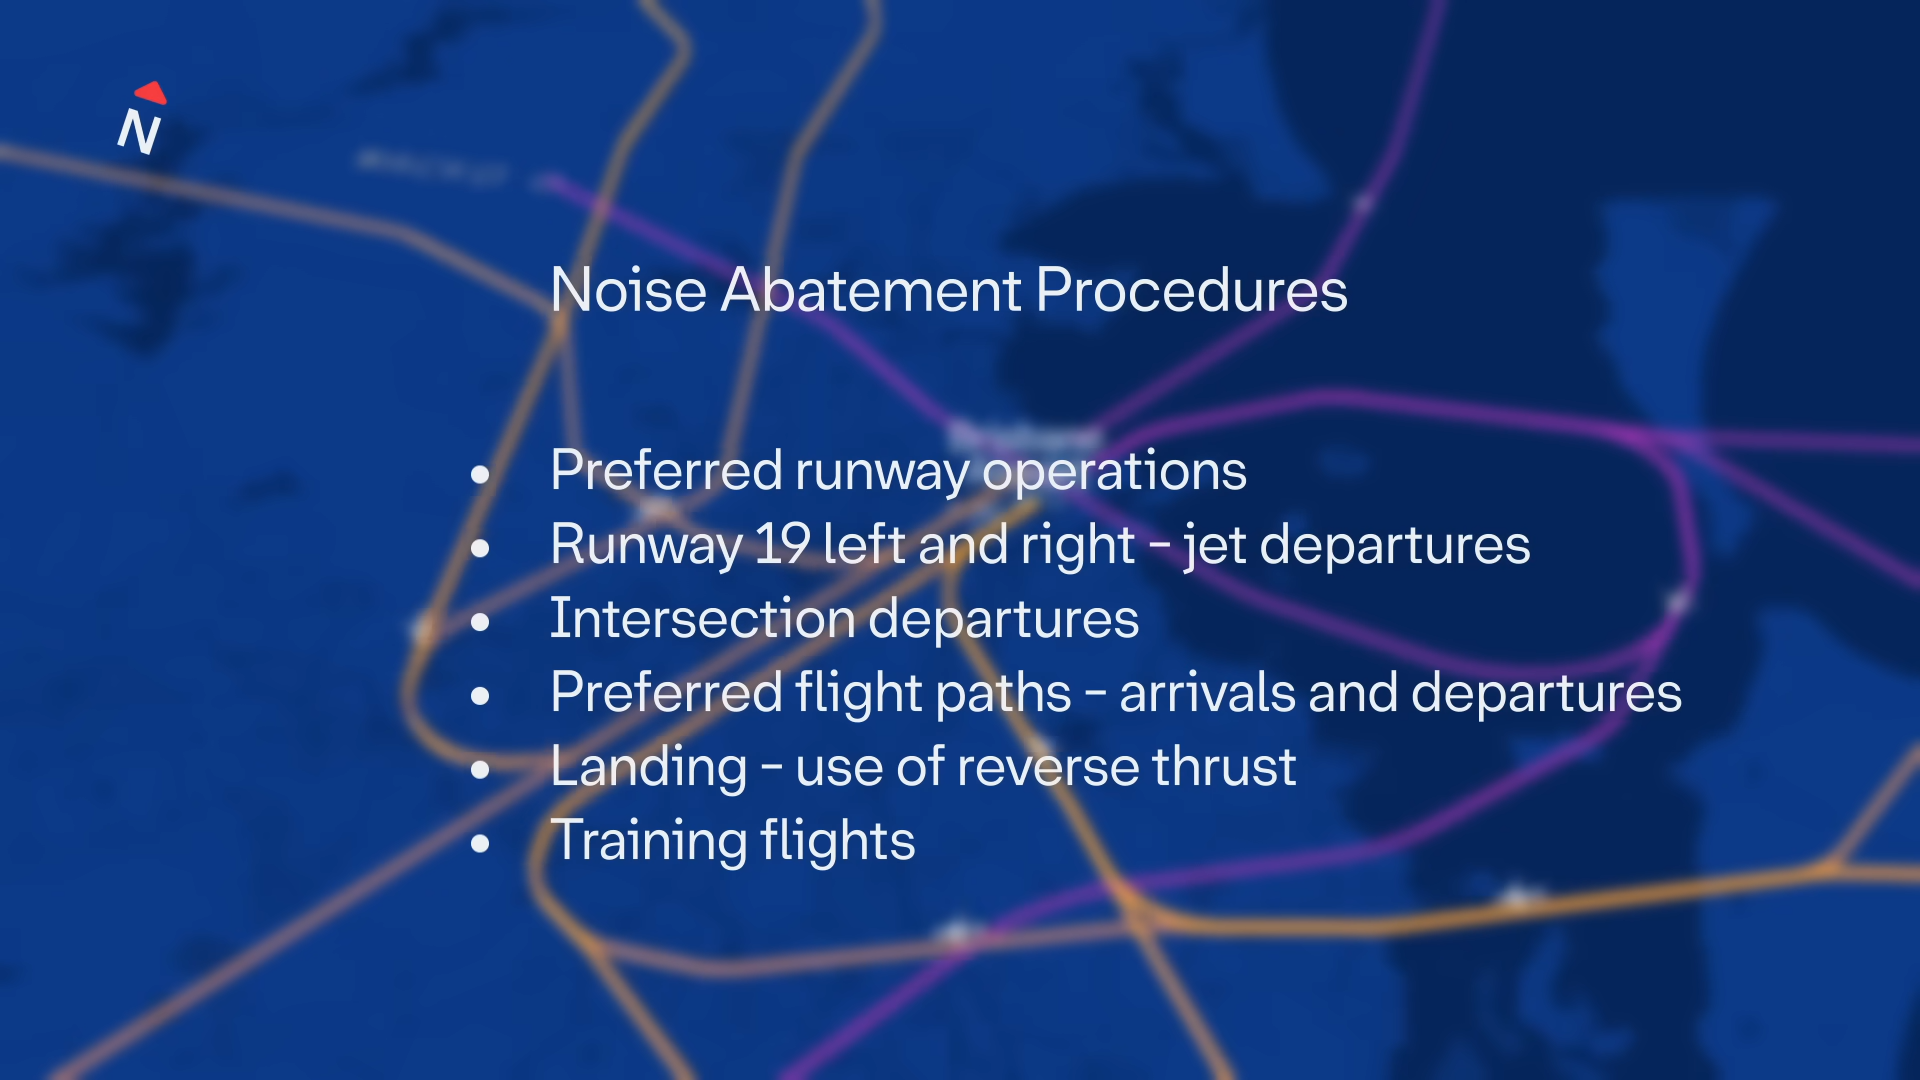 N
Noise Abatement Procedures
Brisbane
• Preferred runway operations
• Runway 19 left and right – jet departures
• Intersection departures
• Preferred flight paths – arrivals and departures
• Landing – use of reverse thrust
• Training flights